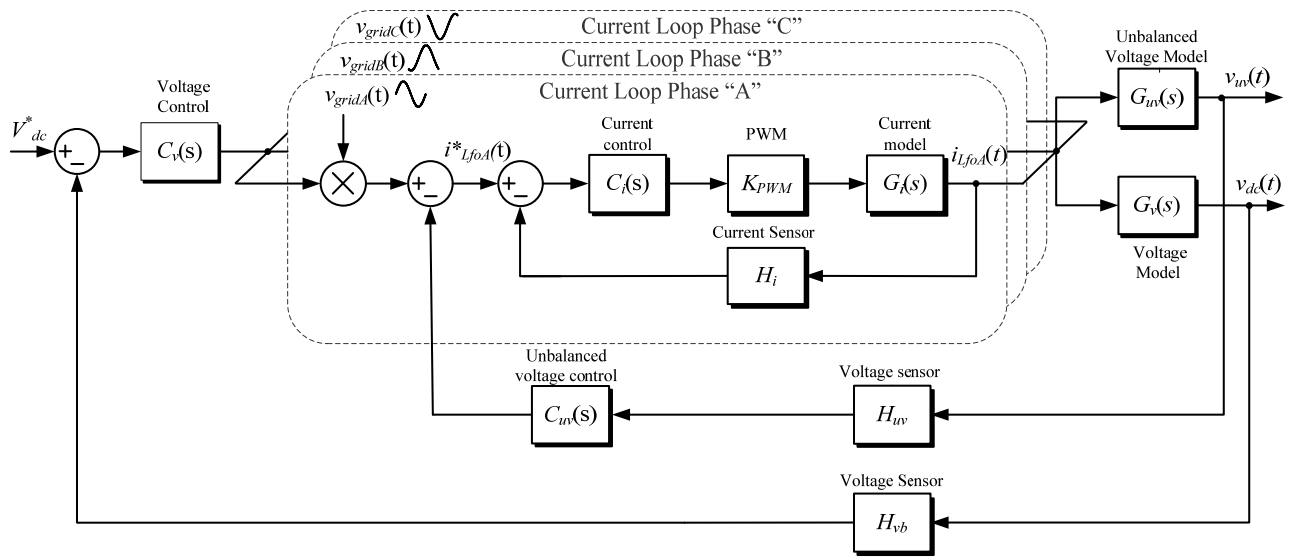 v_gridC(t)
Current Loop Phase “C”
v_gridB(t)
Current Loop Phase “B”
v_gridA(t)
Current Loop Phase “A”
Unbalanced
Voltage Model
G_uv(s)
v_uv(t)
Voltage
Control
V*_dc
+
−
C_v(s)
×
+
−
i*_LfoA(t)
+
−
Current
control
C_i(s)
PWM
K_PWM
Current
model
G_i(s)
i_LfoA(t)
v_dc(t)
G_v(s)
Voltage
Model
Current Sensor
H_i
Unbalanced
voltage control
C_uv(s)
Voltage sensor
H_uv
Voltage Sensor
H_vb